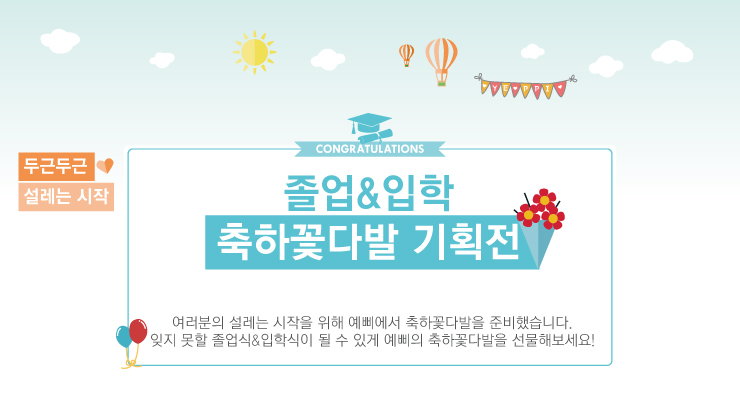 YEPPI
CONGRATULATIONS
두근두근
설레는 시작
졸업&입학
축하꽃다발 기획전
여러분의 설레는 시작을 위해 예삐에서 축하꽃다발을 준비했습니다.
잊지 못할 졸업식&입학식이 될 수 있게 예삐의 축하꽃다발을 선물해보세요!